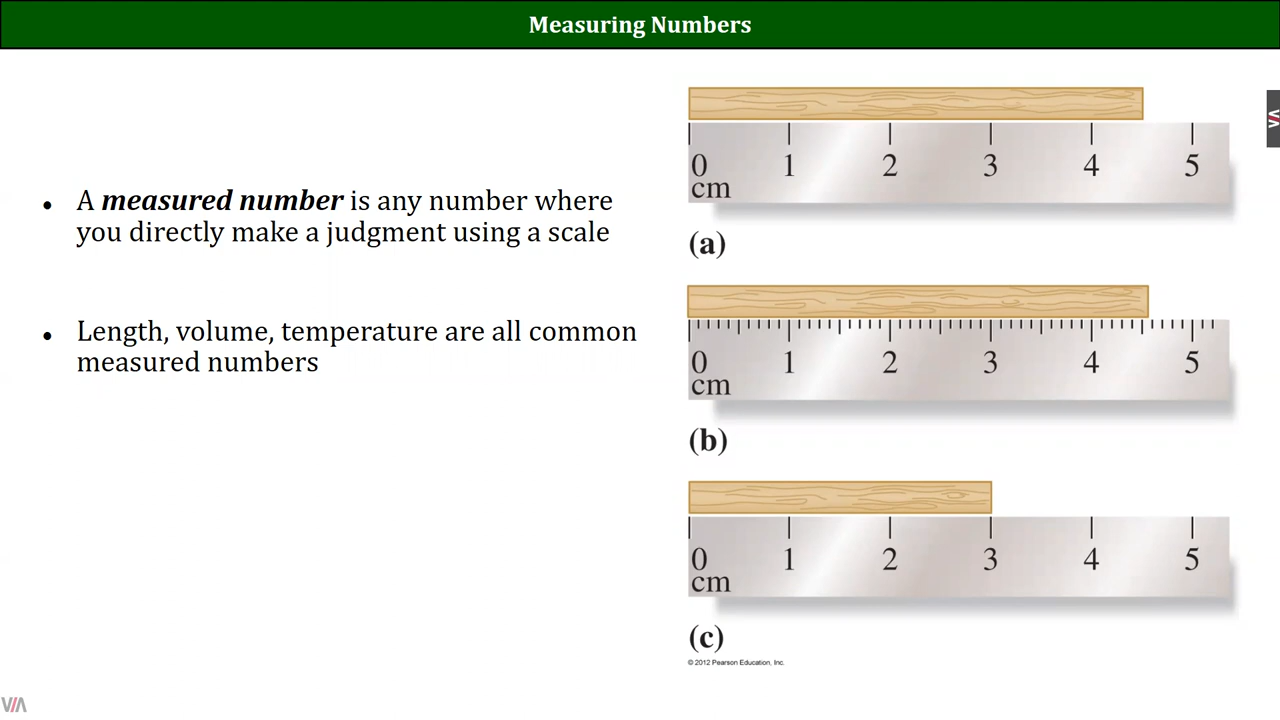 Measuring Numbers
A measured number is any number where
you directly make a judgment using a scale
Length, volume, temperature are all common
measured numbers
0 1 2 3 4 5
cm
(a)
0 1 2 3 4 5
cm
(b)
0 1 2 3 4 5
cm
(c)
© 2012 Pearson Education, Inc.
VIA
VIA